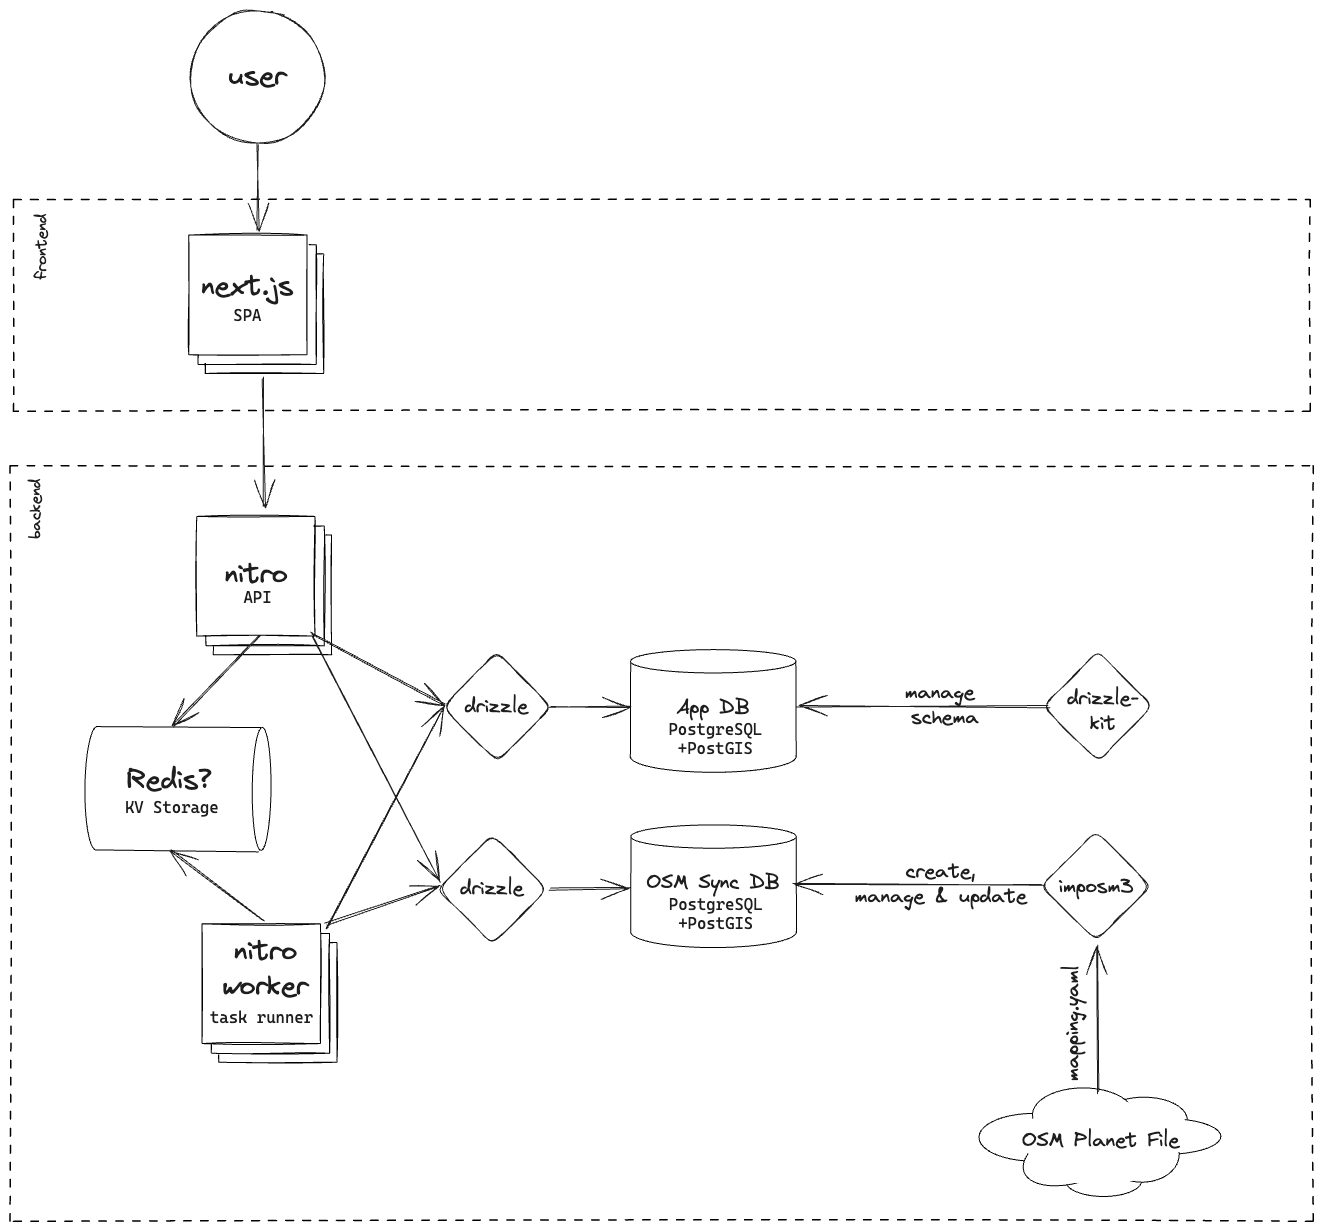 user
frontend
next.js
SPA
backend
nitro
API
drizzle
App DB
PostgreSQL
+PostGIS
manage
schema
drizzle-
kit
Redis?
KV Storage
drizzle
OSM Sync DB
PostgreSQL
+PostGIS
create,
manage & update
imposm3
nitro
worker
task runner
mapping.yaml
OSM Planet File